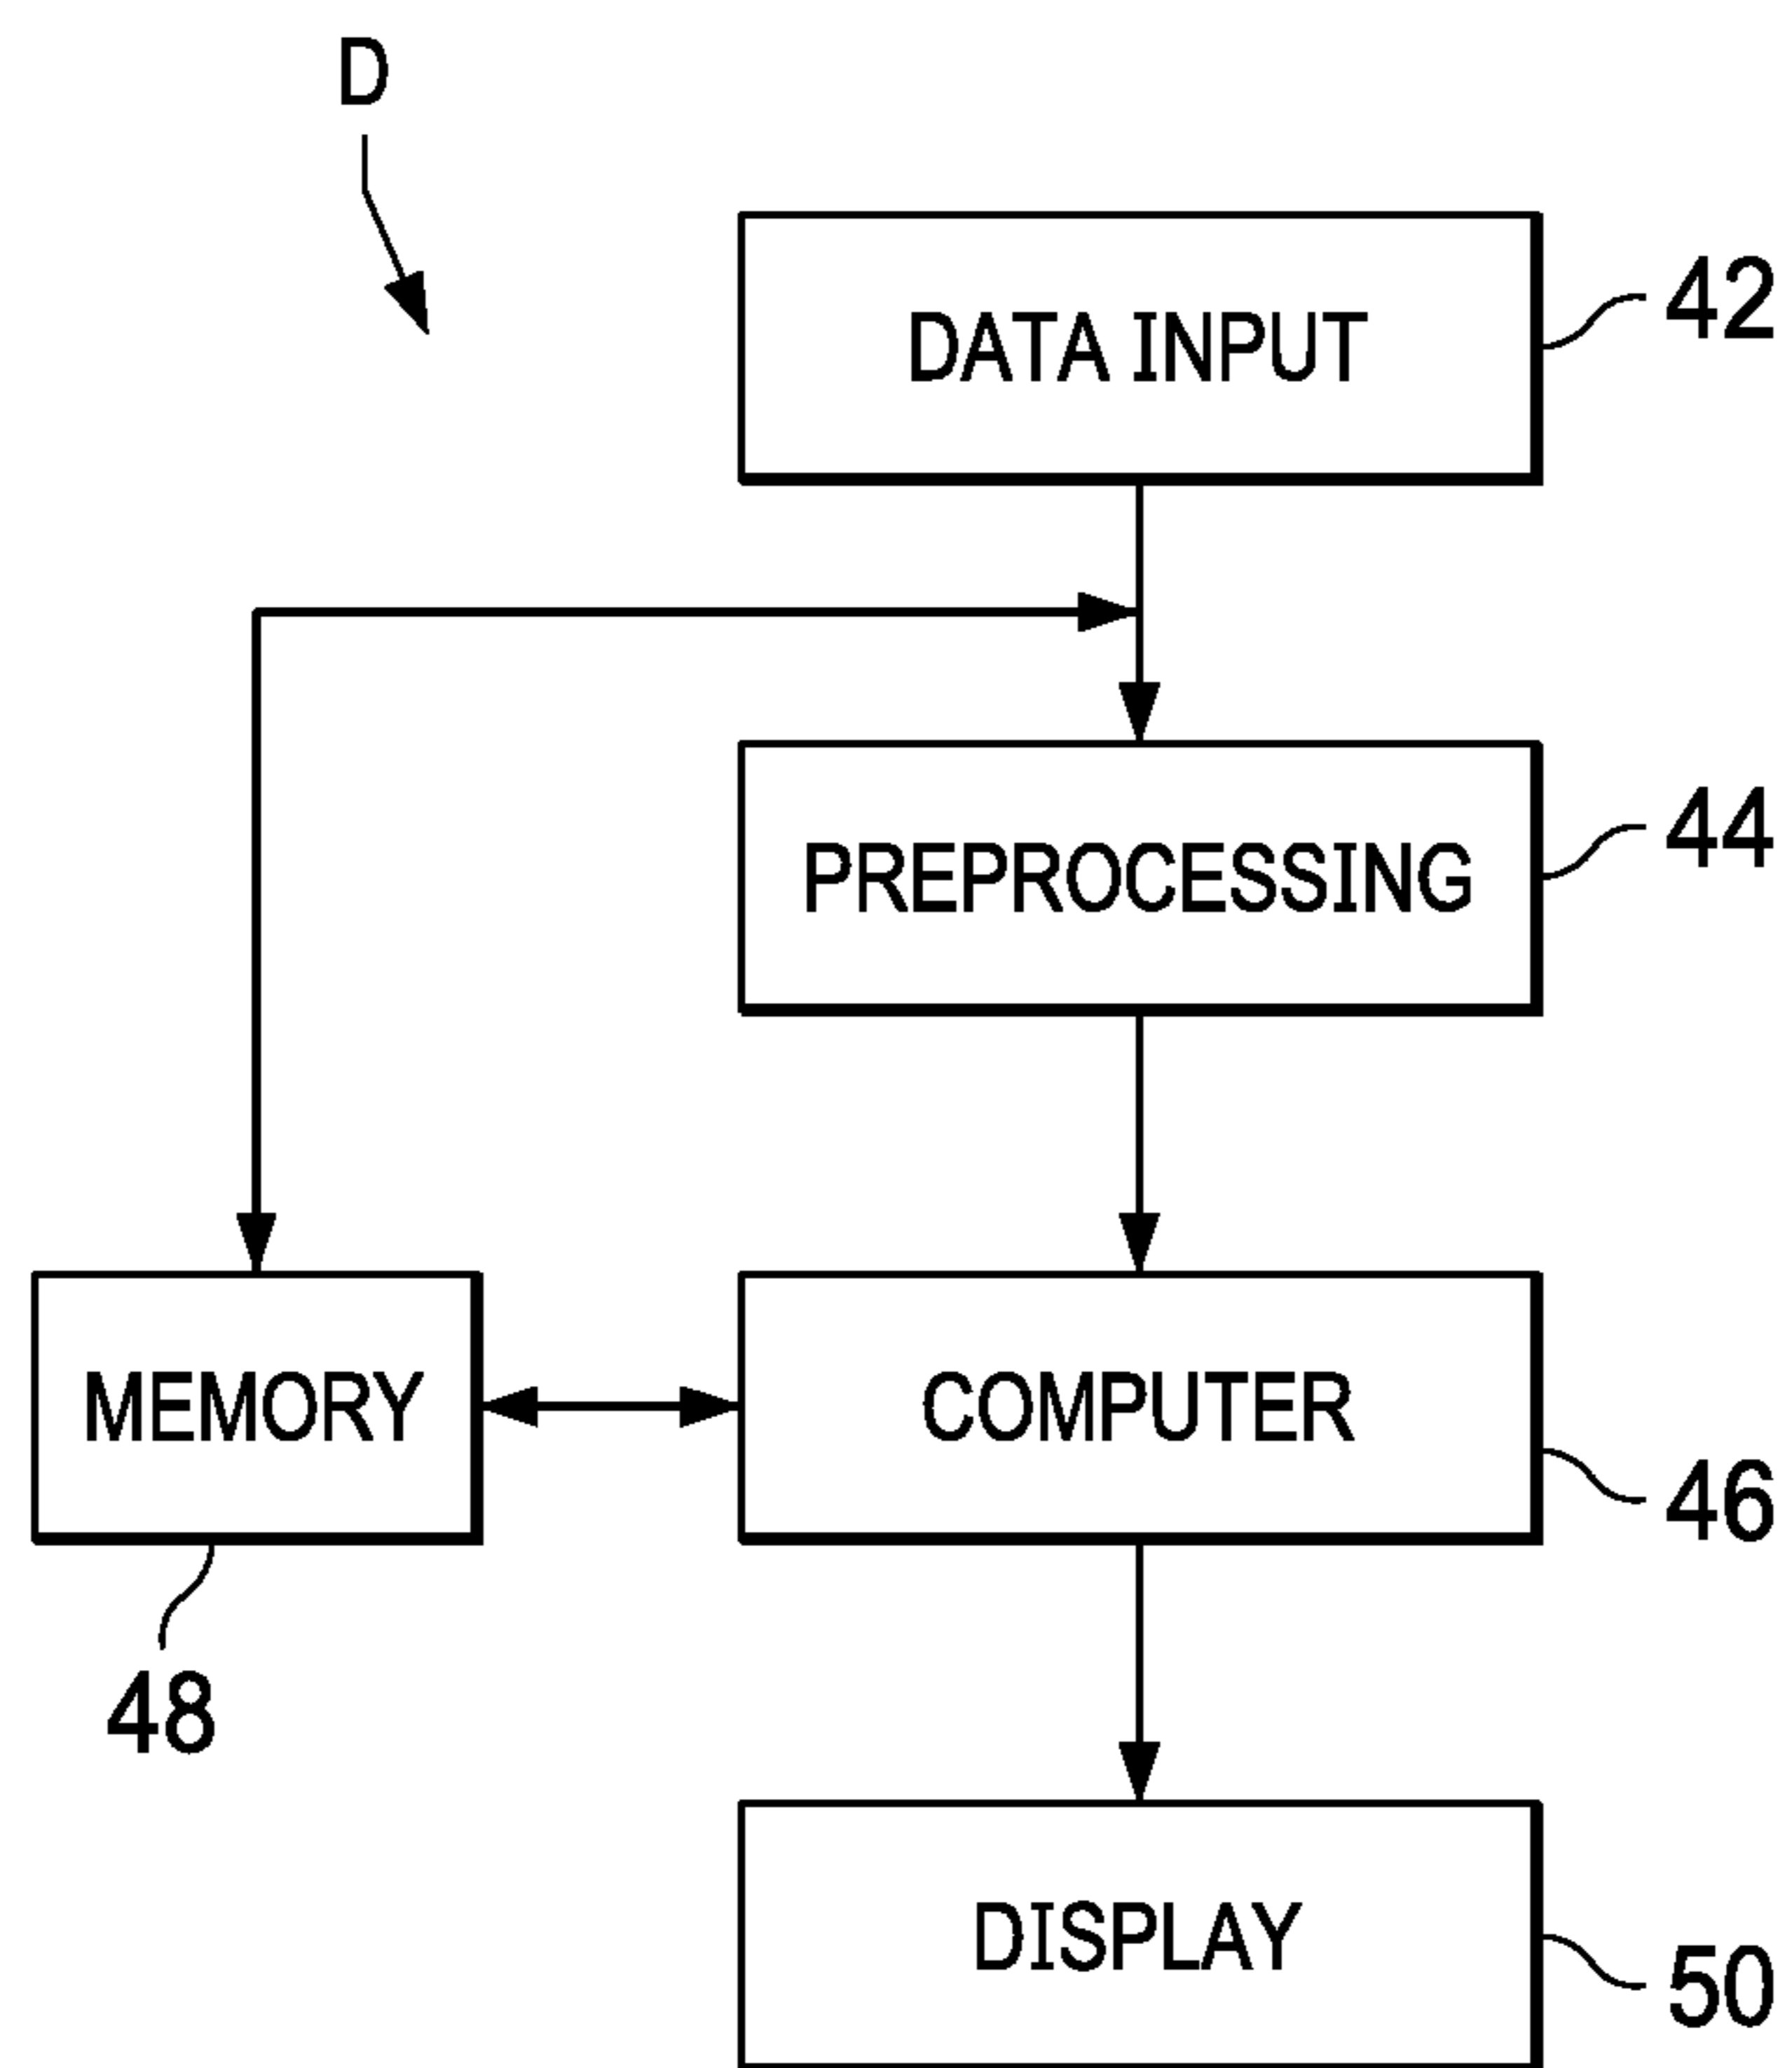 D
DATA INPUT
42
PREPROCESSING
44
MEMORY
COMPUTER
46
48
DISPLAY
50